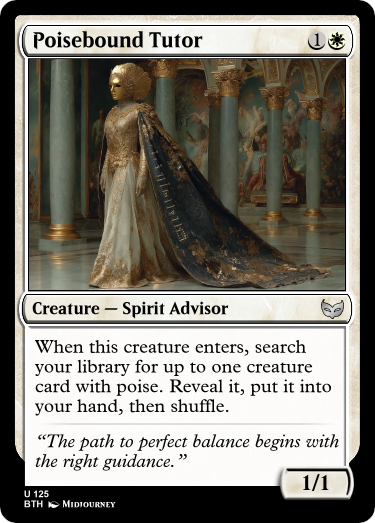 Poisebound Tutor 1
Creature — Spirit Advisor
When this creature enters, search
your library for up to one creature
card with poise. Reveal it, put it into
your hand, then shuffle.
“The path to perfect balance begins with
the right guidance.”
1/1
U 125
BTH Midjourney